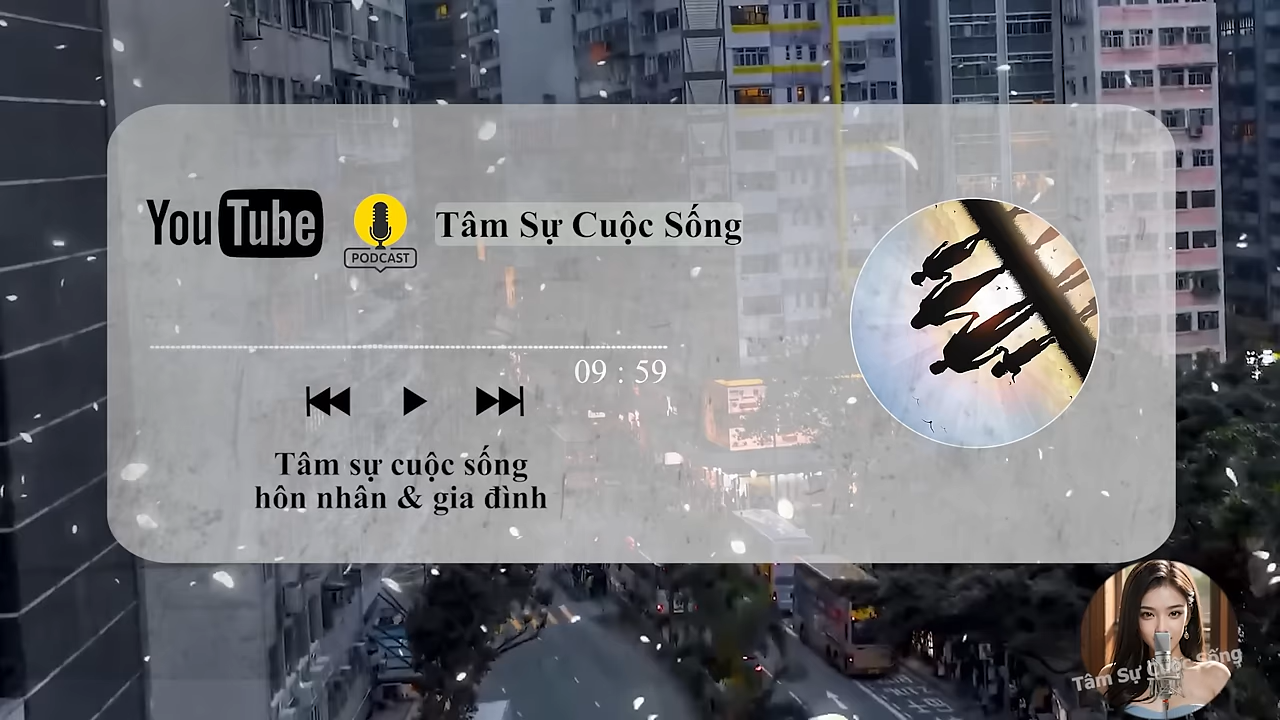 YouTube
PODCAST
Tâm Sự Cuộc Sống
09 : 59
Tâm sự cuộc sống
hôn nhân & gia đình
Tâm Sự Cuộc Sống